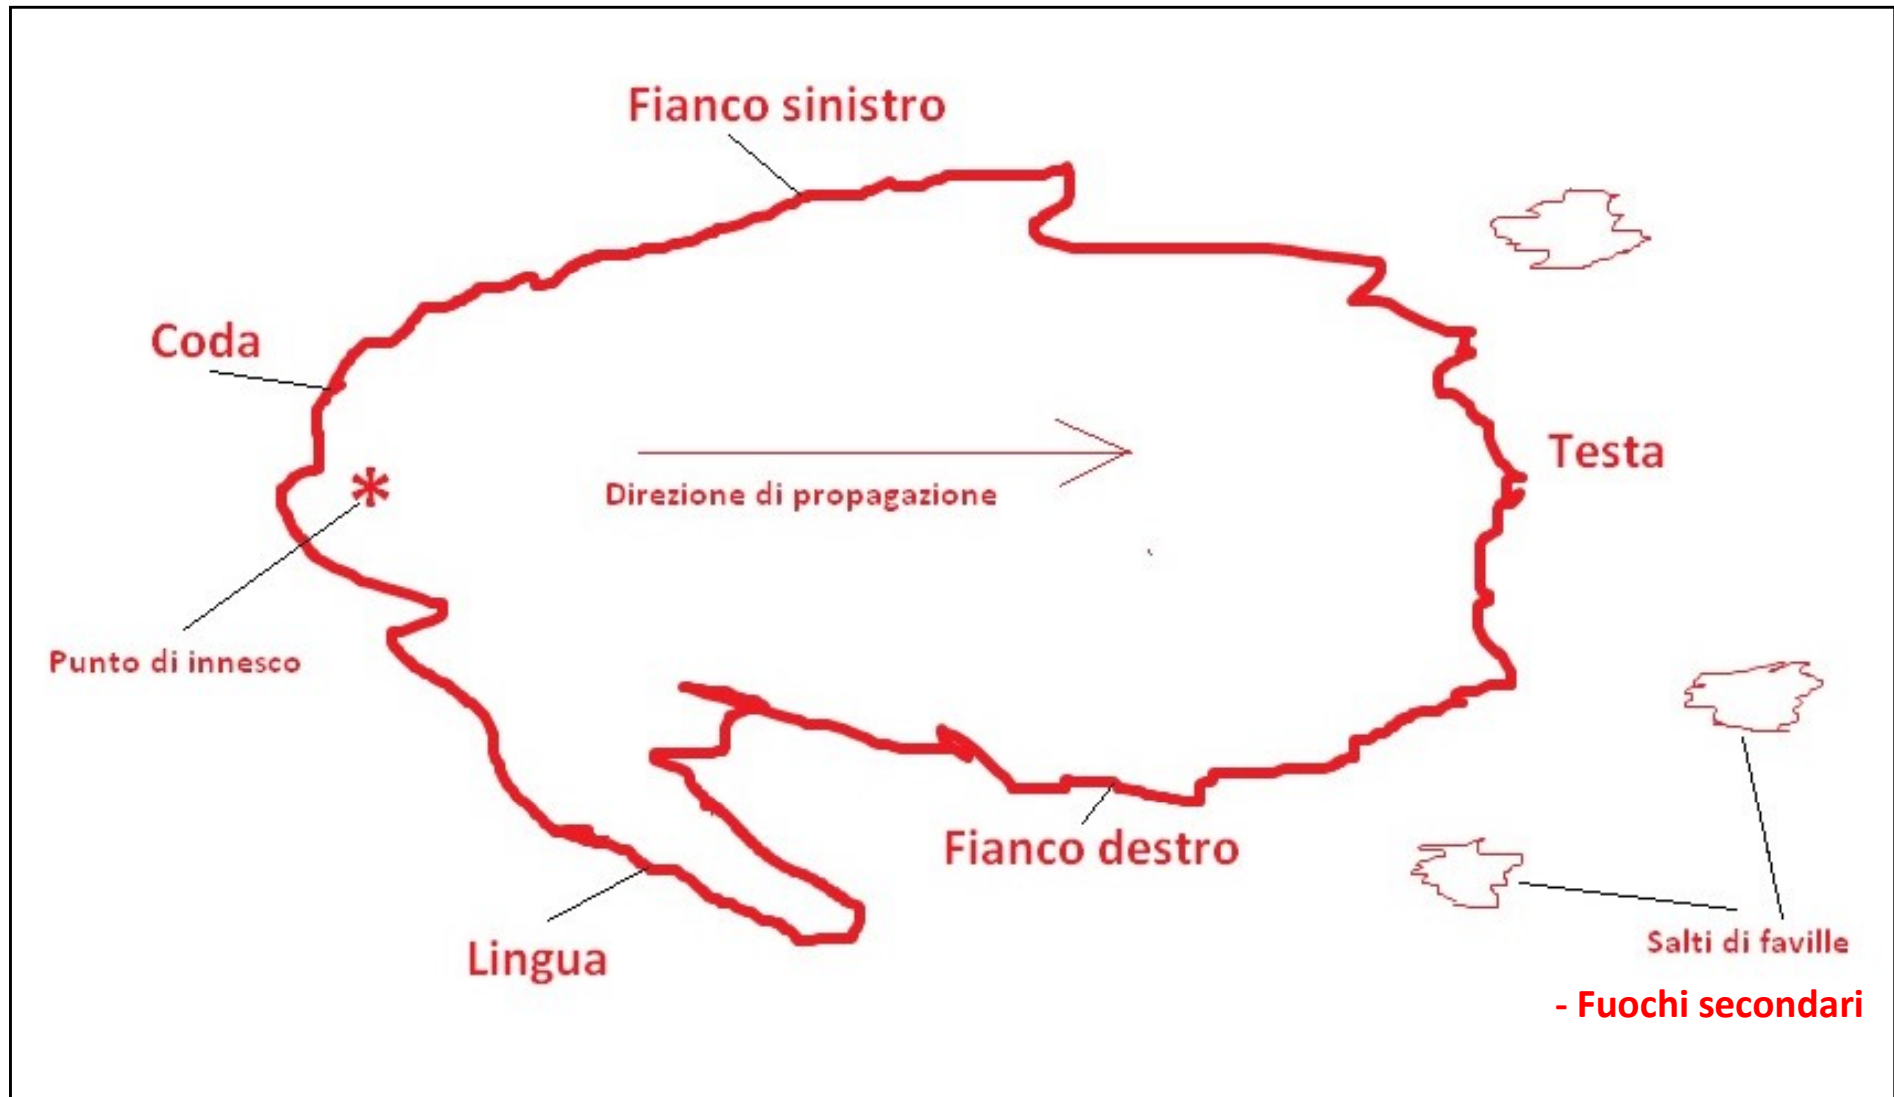 Fianco sinistro
Coda
Testa
*
Direzione di propagazione
Punto di innesco
Fianco destro
Lingua
Salti di faville
- Fuochi secondari